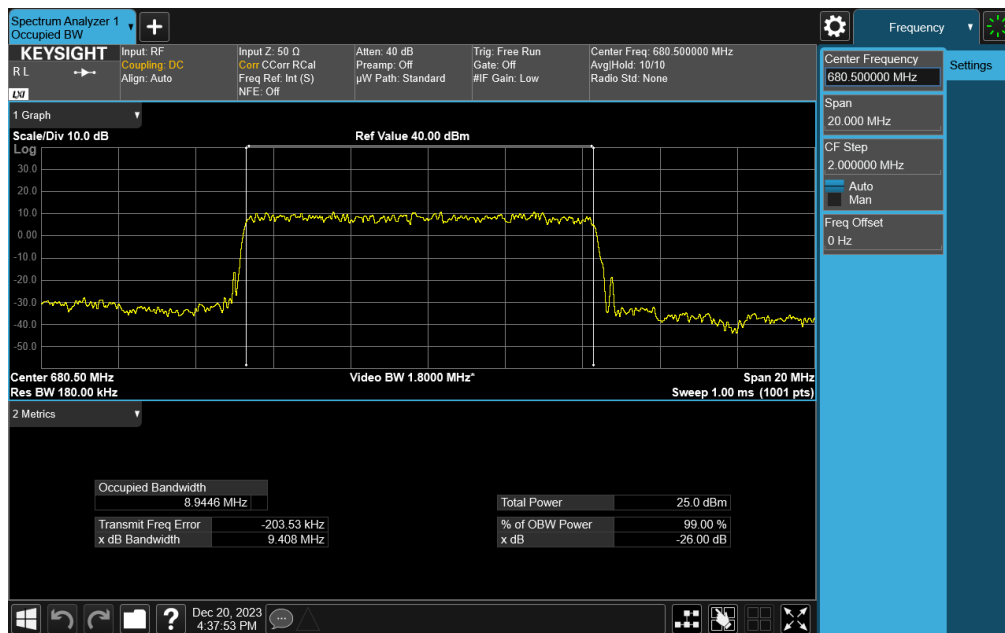 Spectrum Analyzer 1
Occupied BW
Frequency
KEYSIGHT
R L
LXI
Input: RF
Coupling: DC
Align: Auto
Input Z: 50 Ω
Corr CCorr RCal
Freq Ref: Int (S)
NFE: Off
Atten: 40 dB
Preamp: Off
µW Path: Standard
Trig: Free Run
Gate: Off
#IF Gain: Low
Center Freq: 680.500000 MHz
Avg|Hold: 10/10
Radio Std: None
Center Frequency
680.500000 MHz
Settings
Span
20.000 MHz
CF Step
2.000000 MHz
Auto
Man
Freq Offset
0 Hz
1 Graph
Scale/Div 10.0 dB
Ref Value 40.00 dBm
Log
30.0
20.0
10.0
0.00
-10.0
-20.0
-30.0
-40.0
-50.0
Center 680.50 MHz
Video BW 1.8000 MHz*
Span 20 MHz
Res BW 180.00 kHz
Sweep 1.00 ms (1001 pts)
2 Metrics
Occupied Bandwidth
8.9446 MHz
Total Power 25.0 dBm
Transmit Freq Error -203.53 kHz
% of OBW Power 99.00 %
x dB Bandwidth 9.408 MHz
x dB -26.00 dB
?
Dec 20, 2023
4:37:53 PM